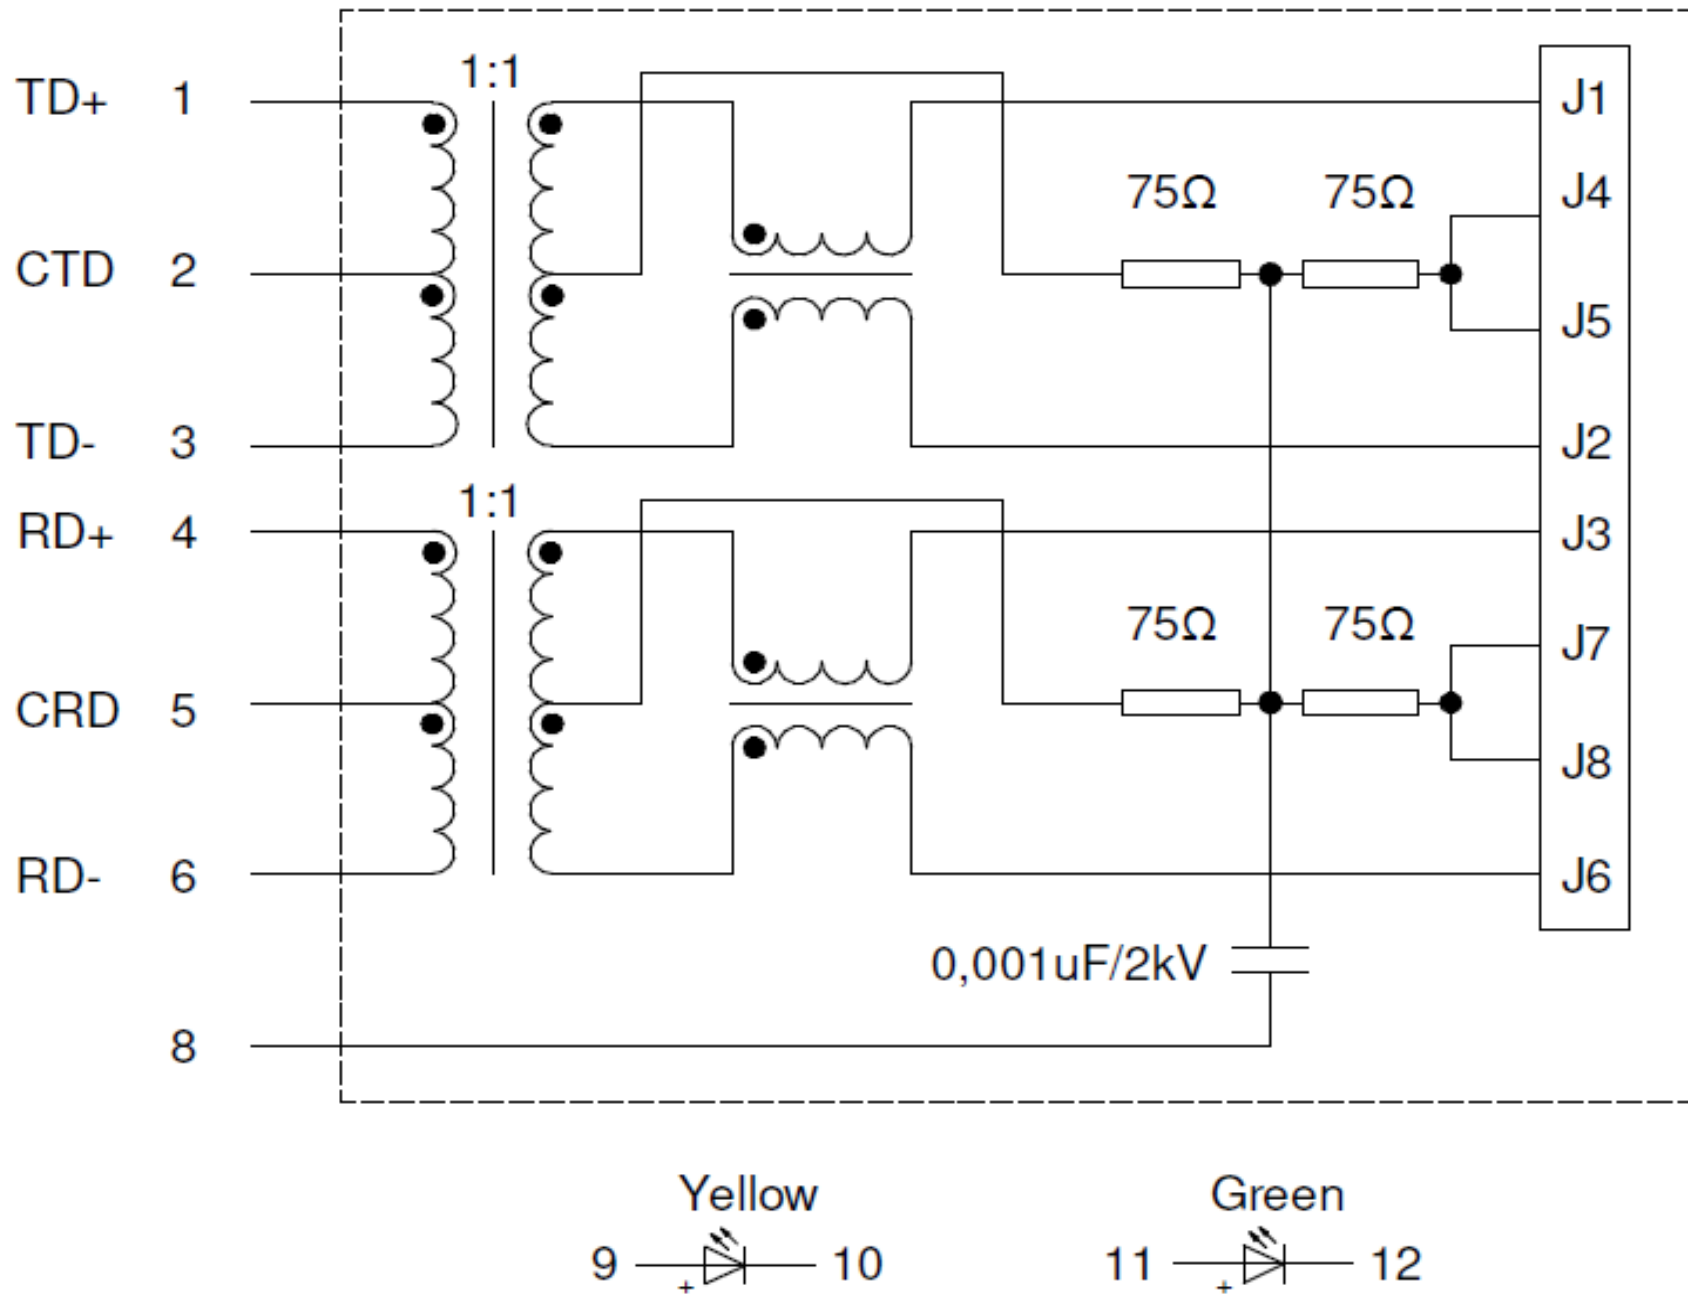 1:1
TD+ 1 J1
75Ω 75Ω J4
CTD 2
J5
TD- 3 J2
1:1
RD+ 4 J3
75Ω 75Ω J7
CRD 5
J8
RD- 6 J6
0,001uF/2kV
8
Yellow Green
9 + 10 11 + 12